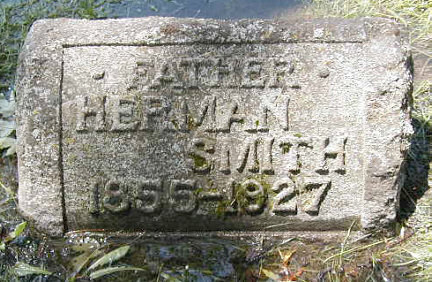 · FATHER ·
HERMAN
SMITH
1855-1927